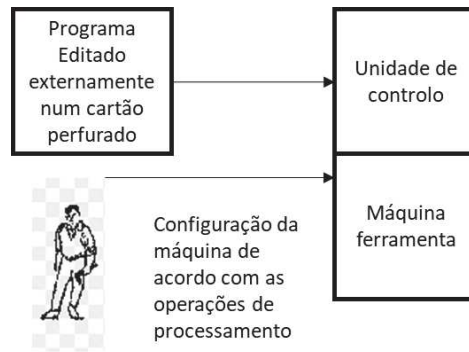 Programa
Editado
externamente
num cartão
perfurado
Unidade de
controlo
Máquina
ferramenta
Configuração da
máquina de
acordo com as
operações de
processamento